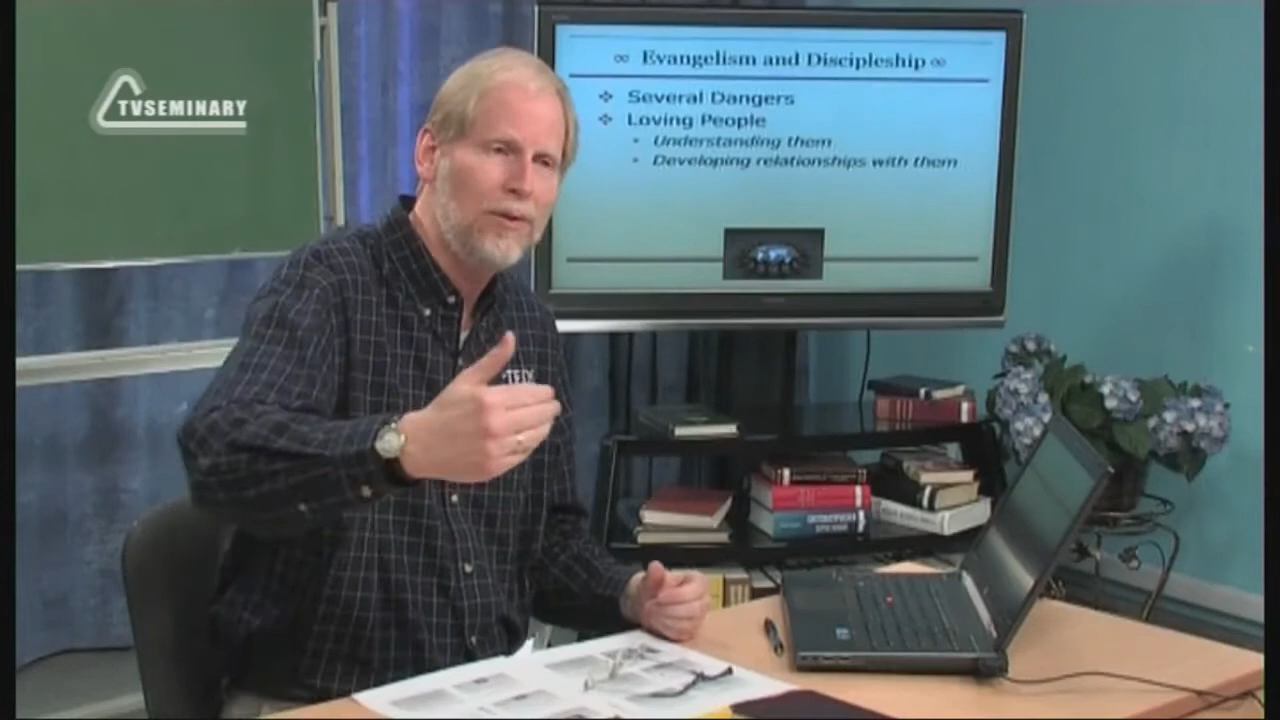 TVSEMINARY
∞ Evangelism and Discipleship ∞
❖ Several Dangers
❖ Loving People
• Understanding them
• Developing relationships with them